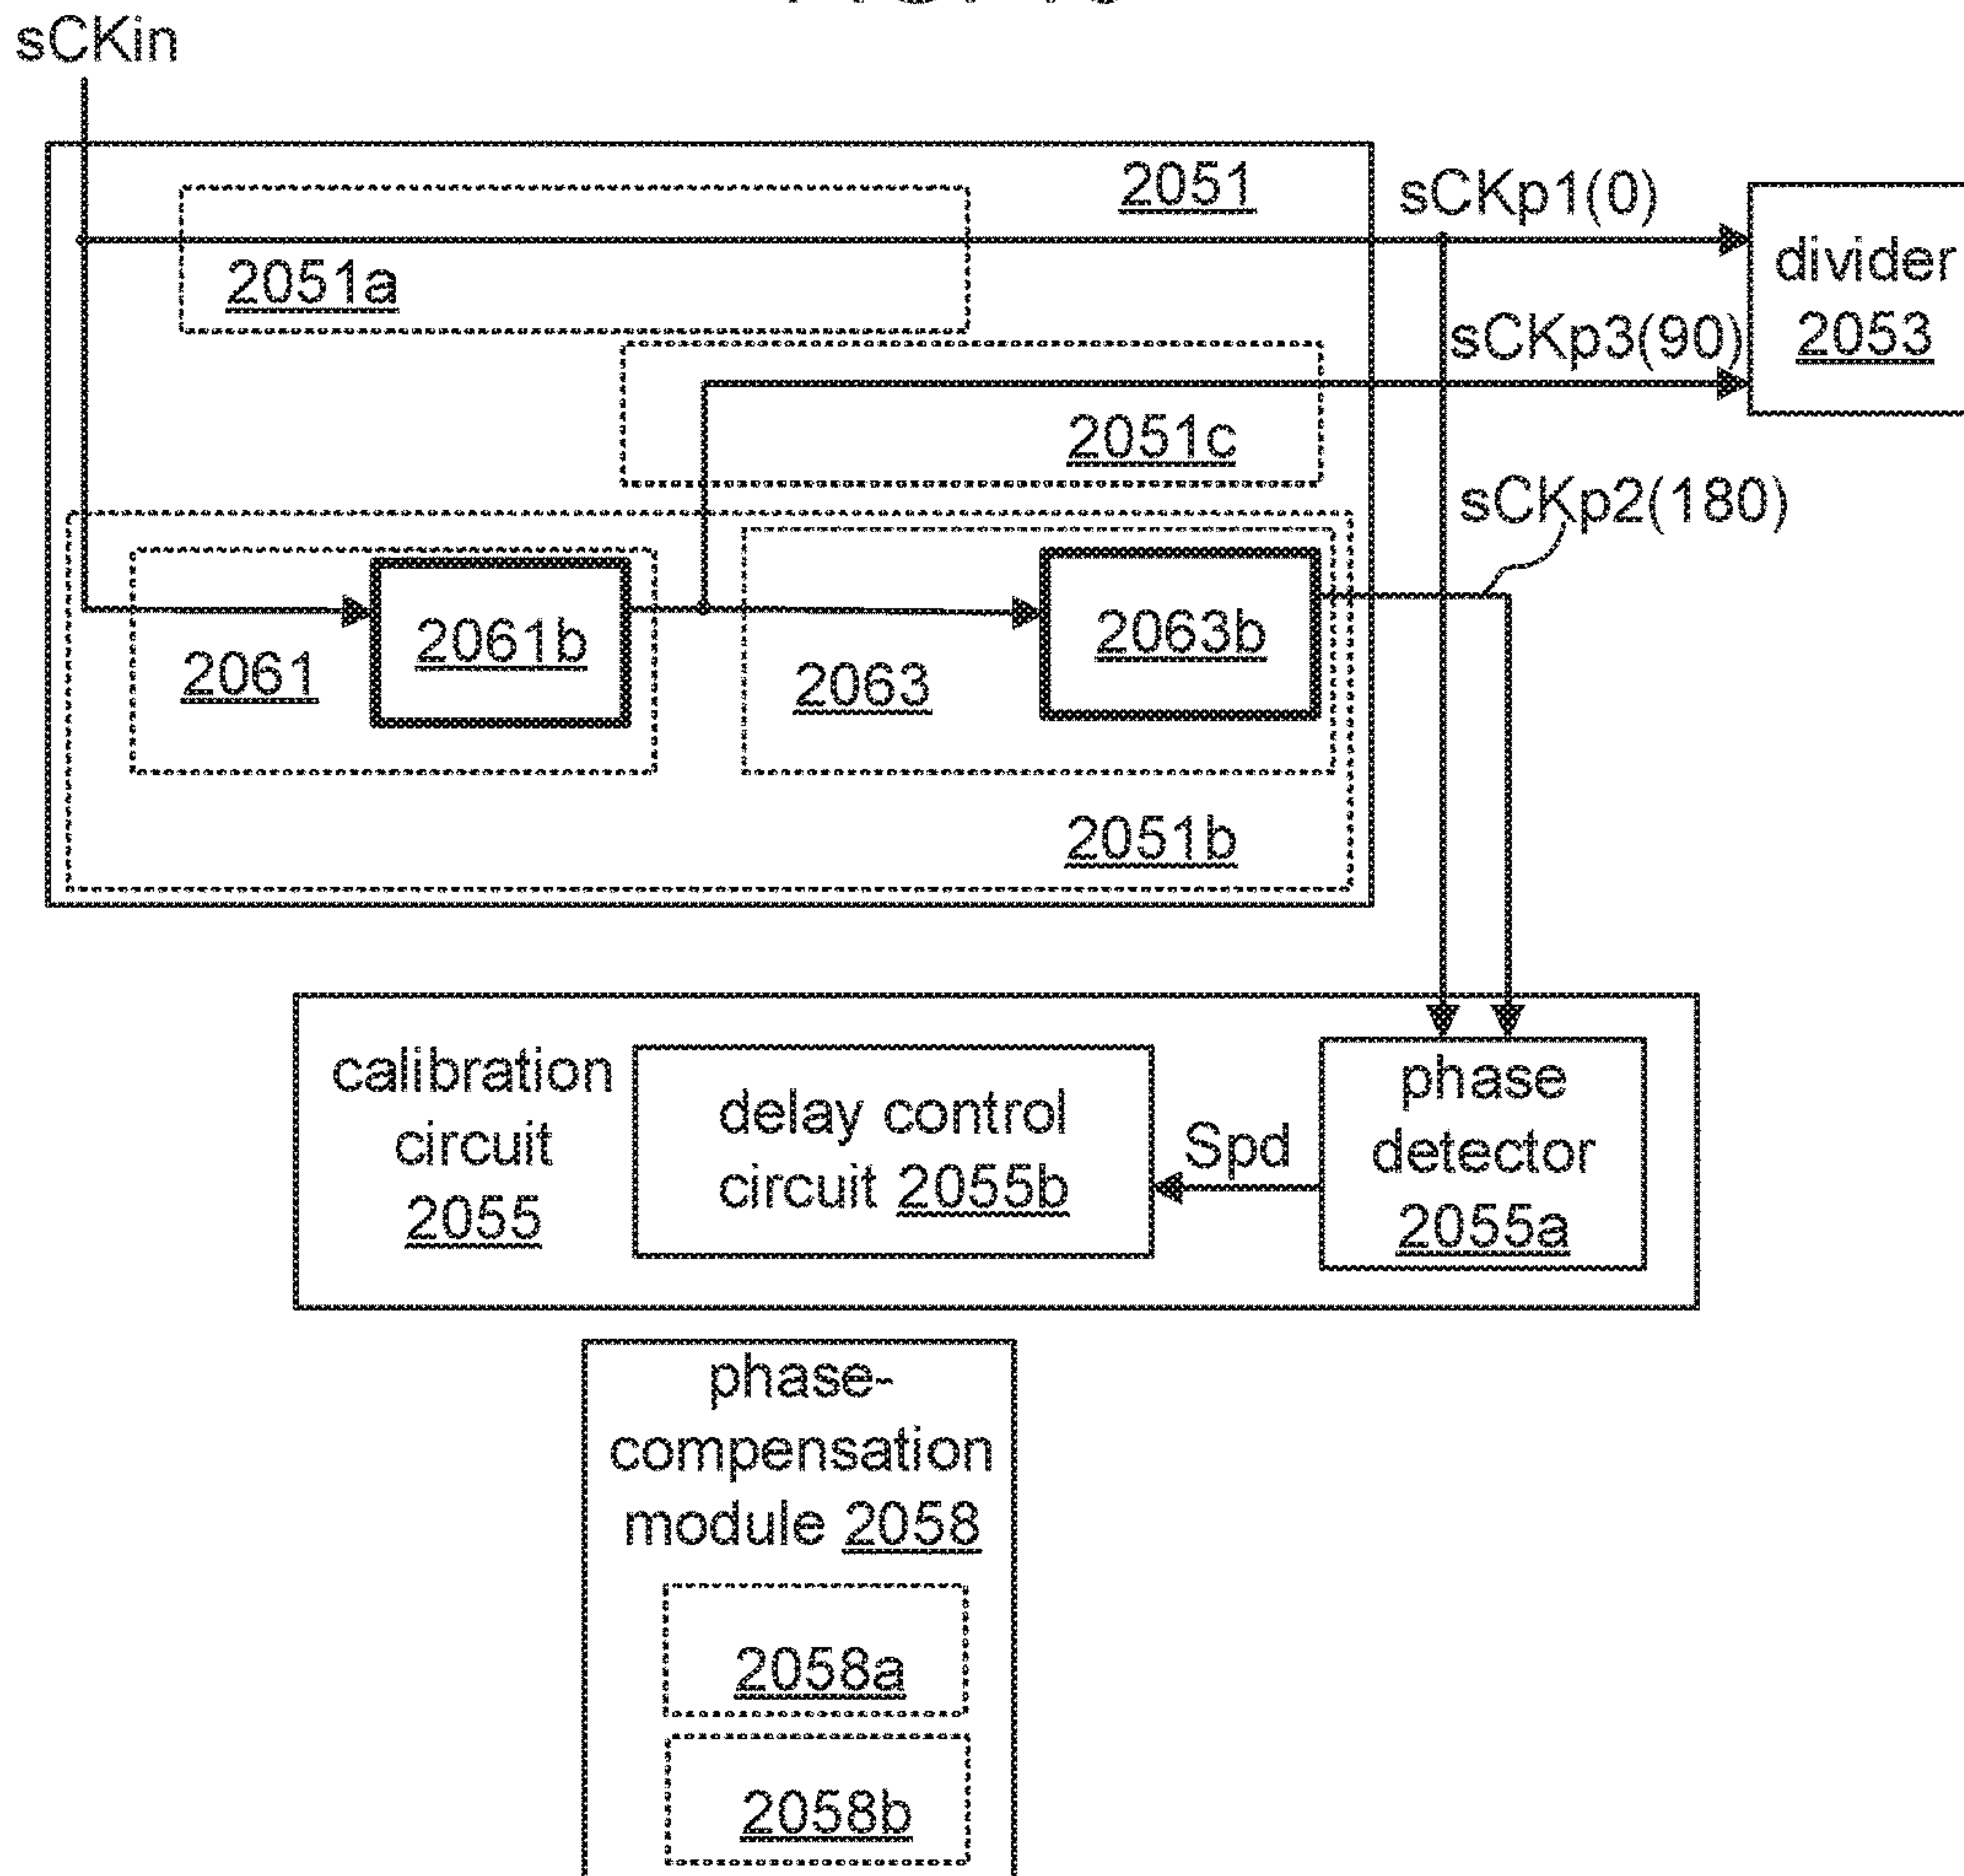 sCKin
2051
sCKp1(0)
2051a
divider
2053
sCKp3(90)
2051c
sCKp2(180)
2061b
2061
2063b
2063
2051b
calibration
circuit
2055
delay control
circuit 2055b
Spd
phase
detector
2055a
phase-
compensation
module 2058
2058a
2058b